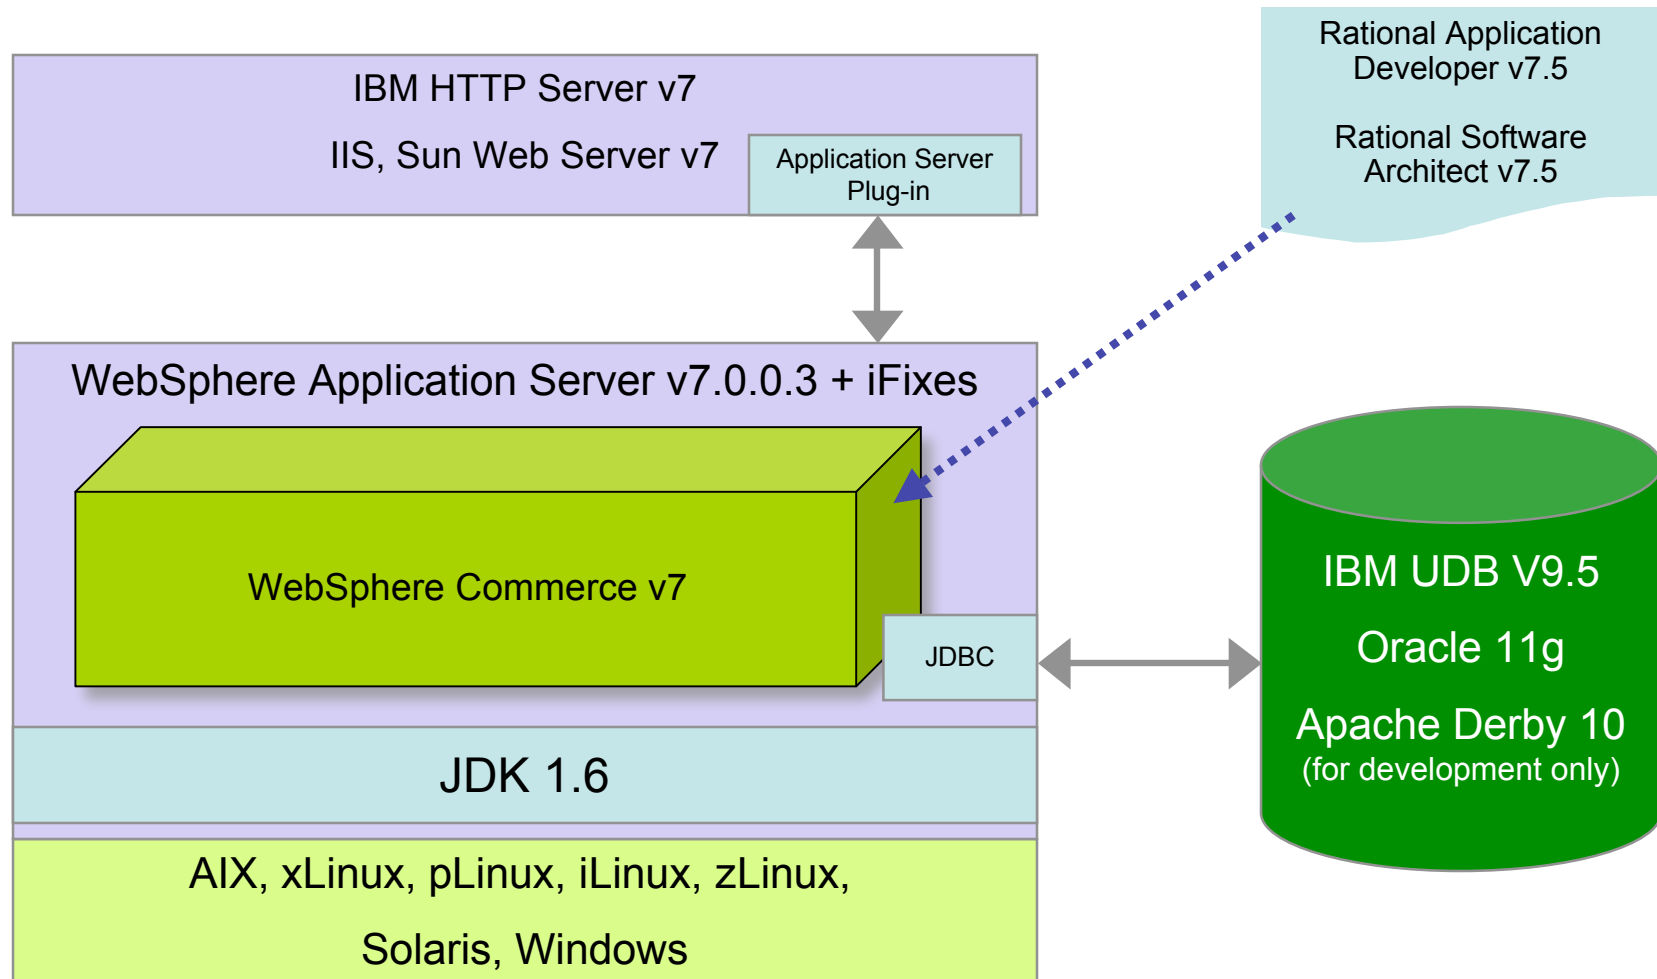 IBM HTTP Server v7
IIS, Sun Web Server v7
Application Server
Plug-in
Rational Application
Developer v7.5
Rational Software
Architect v7.5
WebSphere Application Server v7.0.0.3 + iFixes
WebSphere Commerce v7
JDBC
IBM UDB V9.5
Oracle 11g
Apache Derby 10
(for development only)
JDK 1.6
AIX, xLinux, pLinux, iLinux, zLinux,
Solaris, Windows